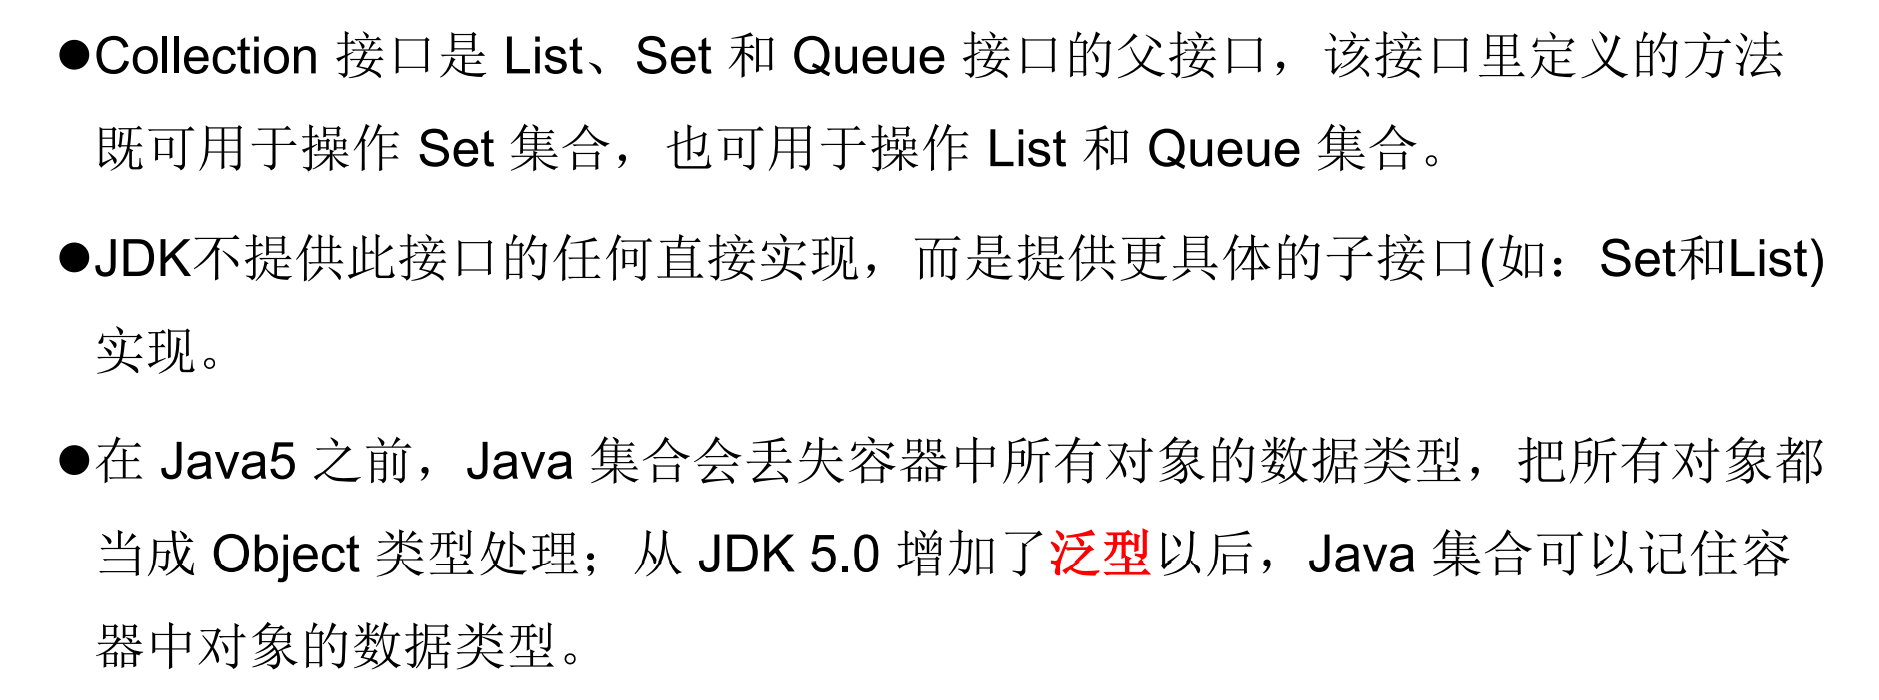 ●Collection 接口是 List、Set 和 Queue 接口的父接口，该接口里定义的方法
既可用于操作 Set 集合，也可用于操作 List 和 Queue 集合。
●JDK不提供此接口的任何直接实现，而是提供更具体的子接口(如：Set和List)
实现。
●在 Java5 之前，Java 集合会丢失容器中所有对象的数据类型，把所有对象都
当成 Object 类型处理；从 JDK 5.0 增加了泛型以后，Java 集合可以记住容
器中对象的数据类型。